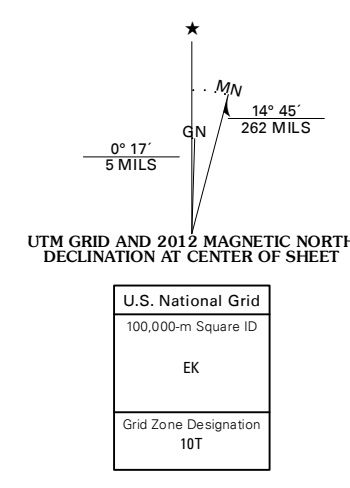 ★
MN
14° 45´
262 MILS
GN
0° 17´
5 MILS
UTM GRID AND 2012 MAGNETIC NORTH
DECLINATION AT CENTER OF SHEET
U.S. National Grid
100,000-m Square ID
EK
Grid Zone Designation
10T